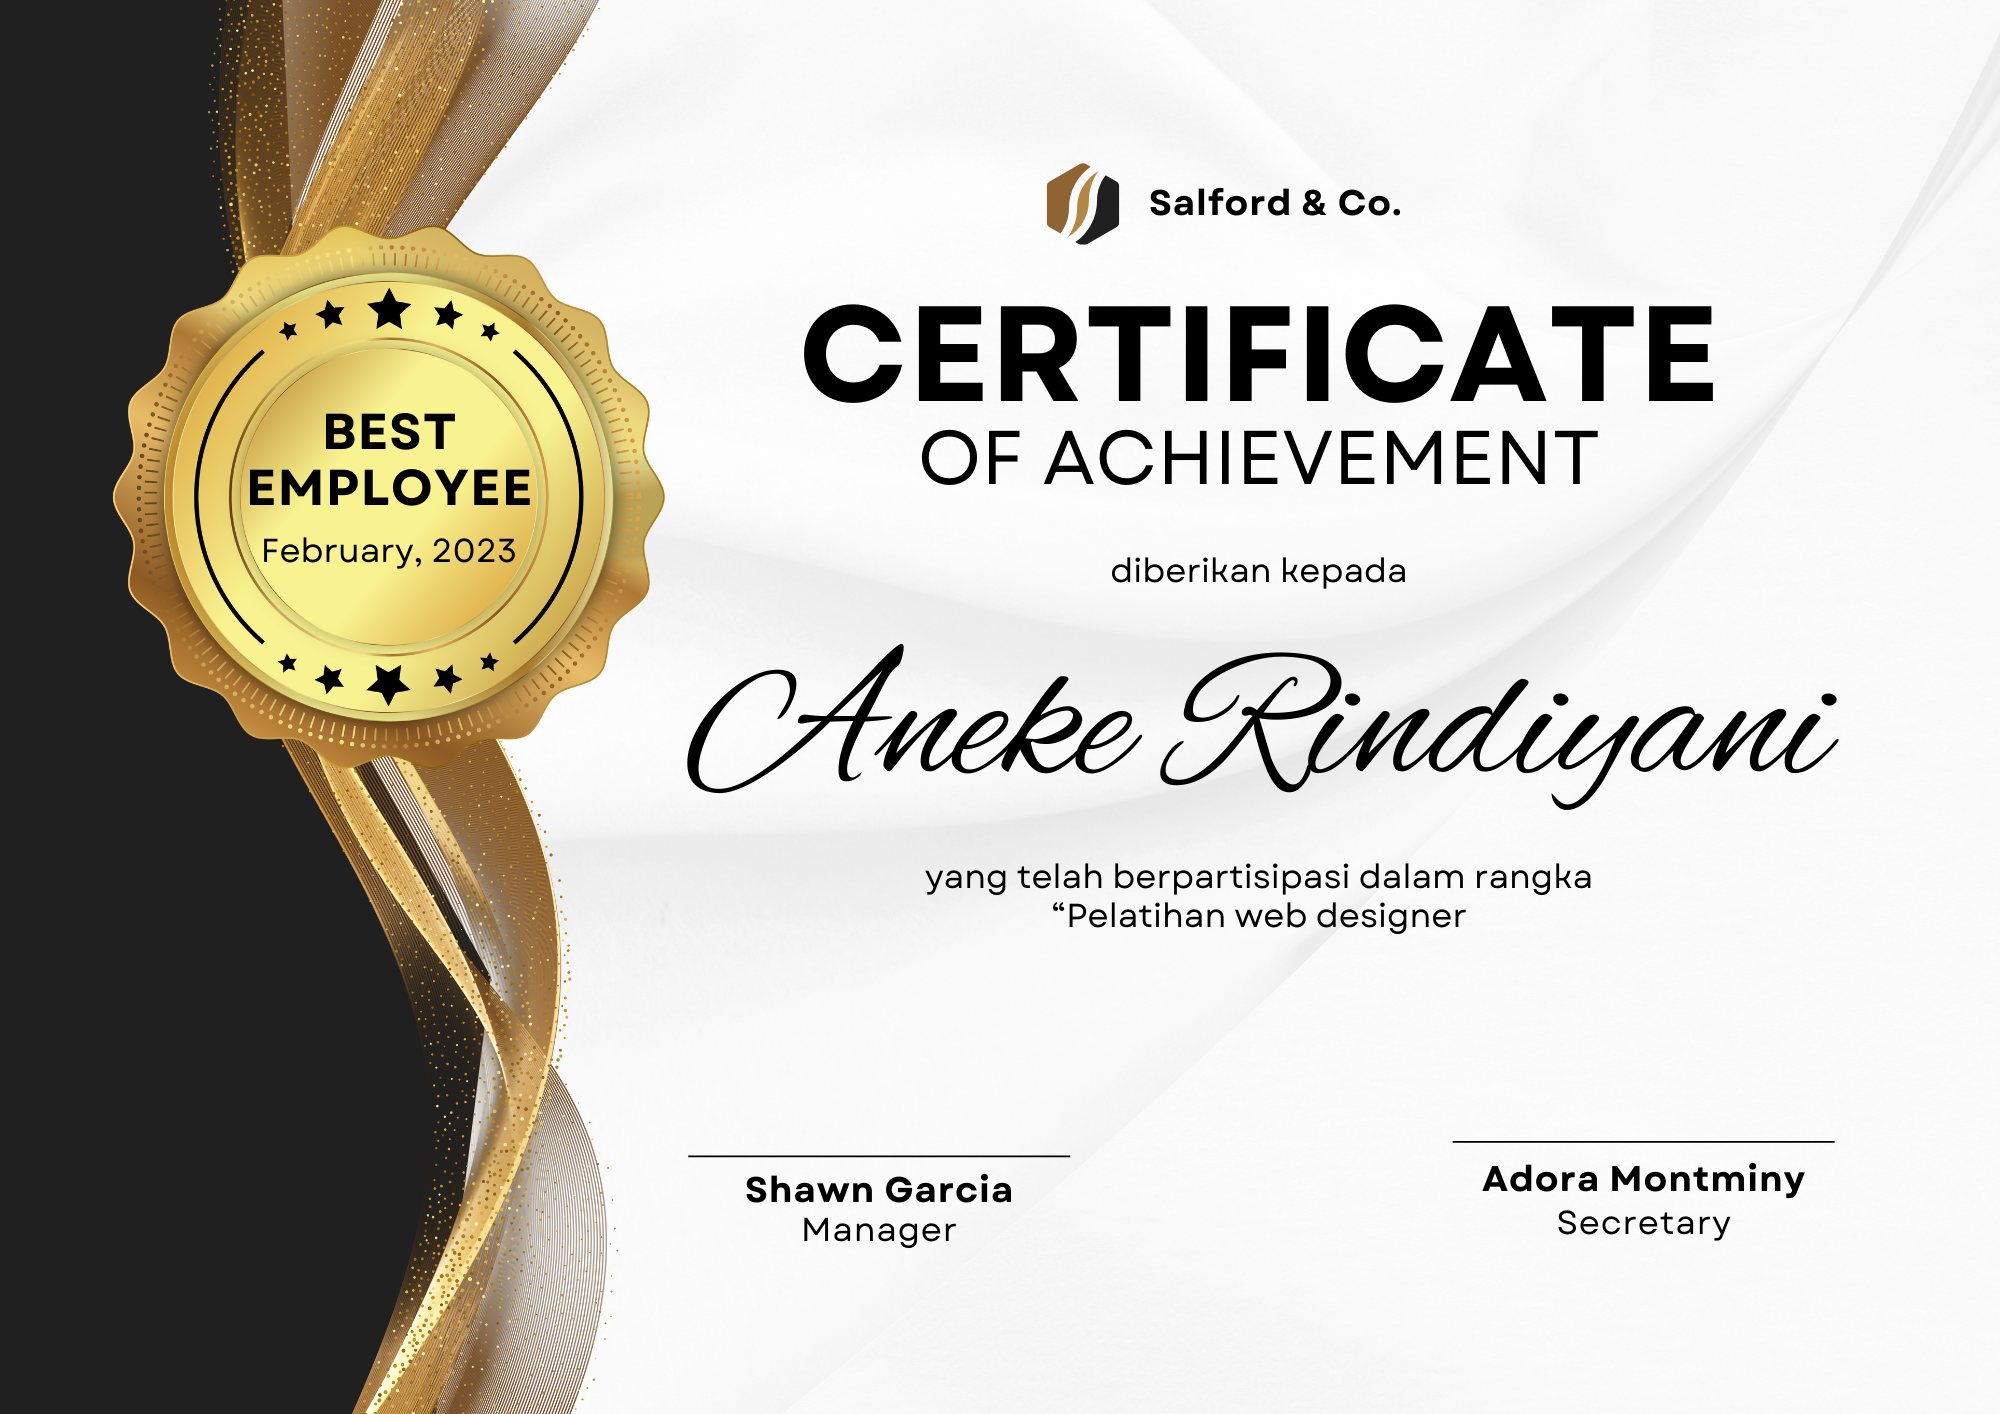 Salford & Co.
CERTIFICATE
OF ACHIEVEMENT
BEST
EMPLOYEE
February, 2023
diberikan kepada
Aneke Rindiyani
yang telah berpartisipasi dalam rangka
“Pelatihan web designer
Shawn Garcia
Manager
Adora Montminy
Secretary